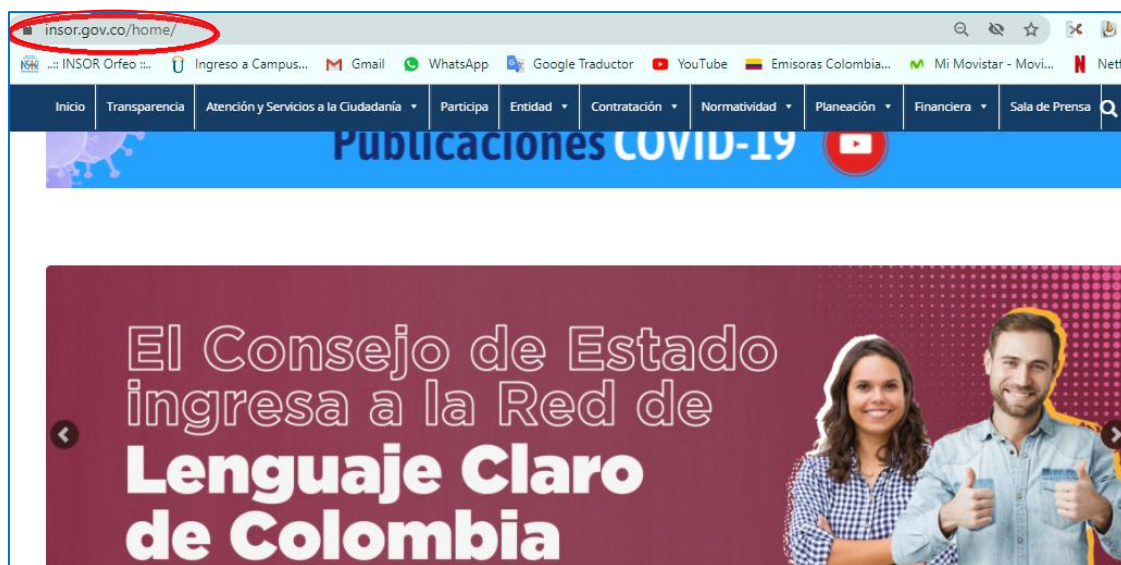 insor.gov.co/home/
..:: INSOR Orfeo ::.. Ingreso a Campus... Gmail WhatsApp Google Traductor YouTube Emisoras Colombia... Mi Movistar - Movi... Netf
Inicio Transparencia Atención y Servicios a la Ciudadanía Participa Entidad Contratación Normatividad Planeación Financiera Sala de Prensa
Publicaciones COVID-19
El Consejo de Estado
ingresa a la Red de
Lenguaje Claro
de Colombia